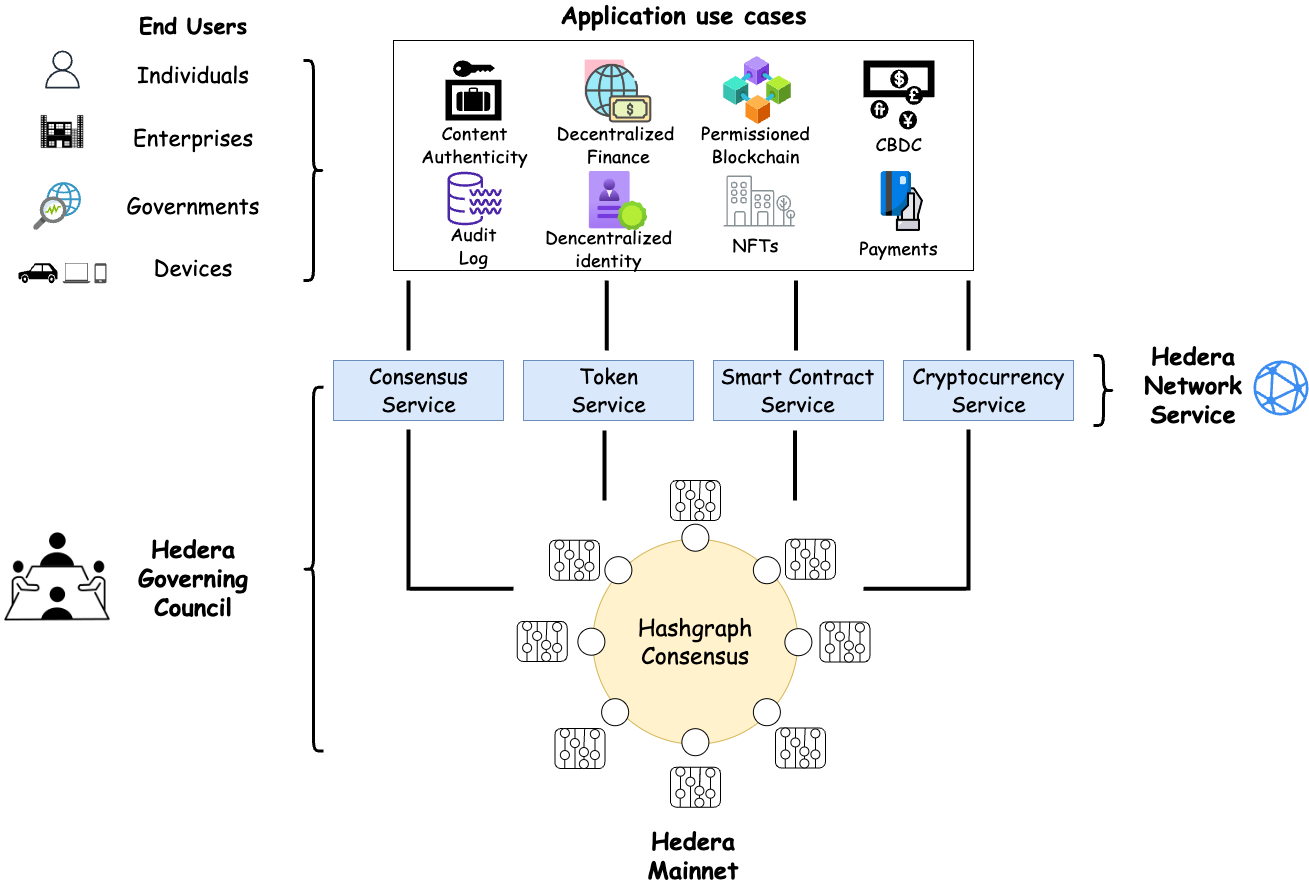 Application use cases
End Users
Individuals
Enterprises
Governments
Devices
Content
Authenticity
Decentralized
Finance
Permissioned
Blockchain
CBDC
Audit
Log
Dencentralized
identity
NFTs
Payments
Consensus
Service
Token
Service
Smart Contract
Service
Cryptocurrency
Service
Hedera
Network
Service
Hedera
Governing
Council
Hashgraph
Consensus
Hedera
Mainnet